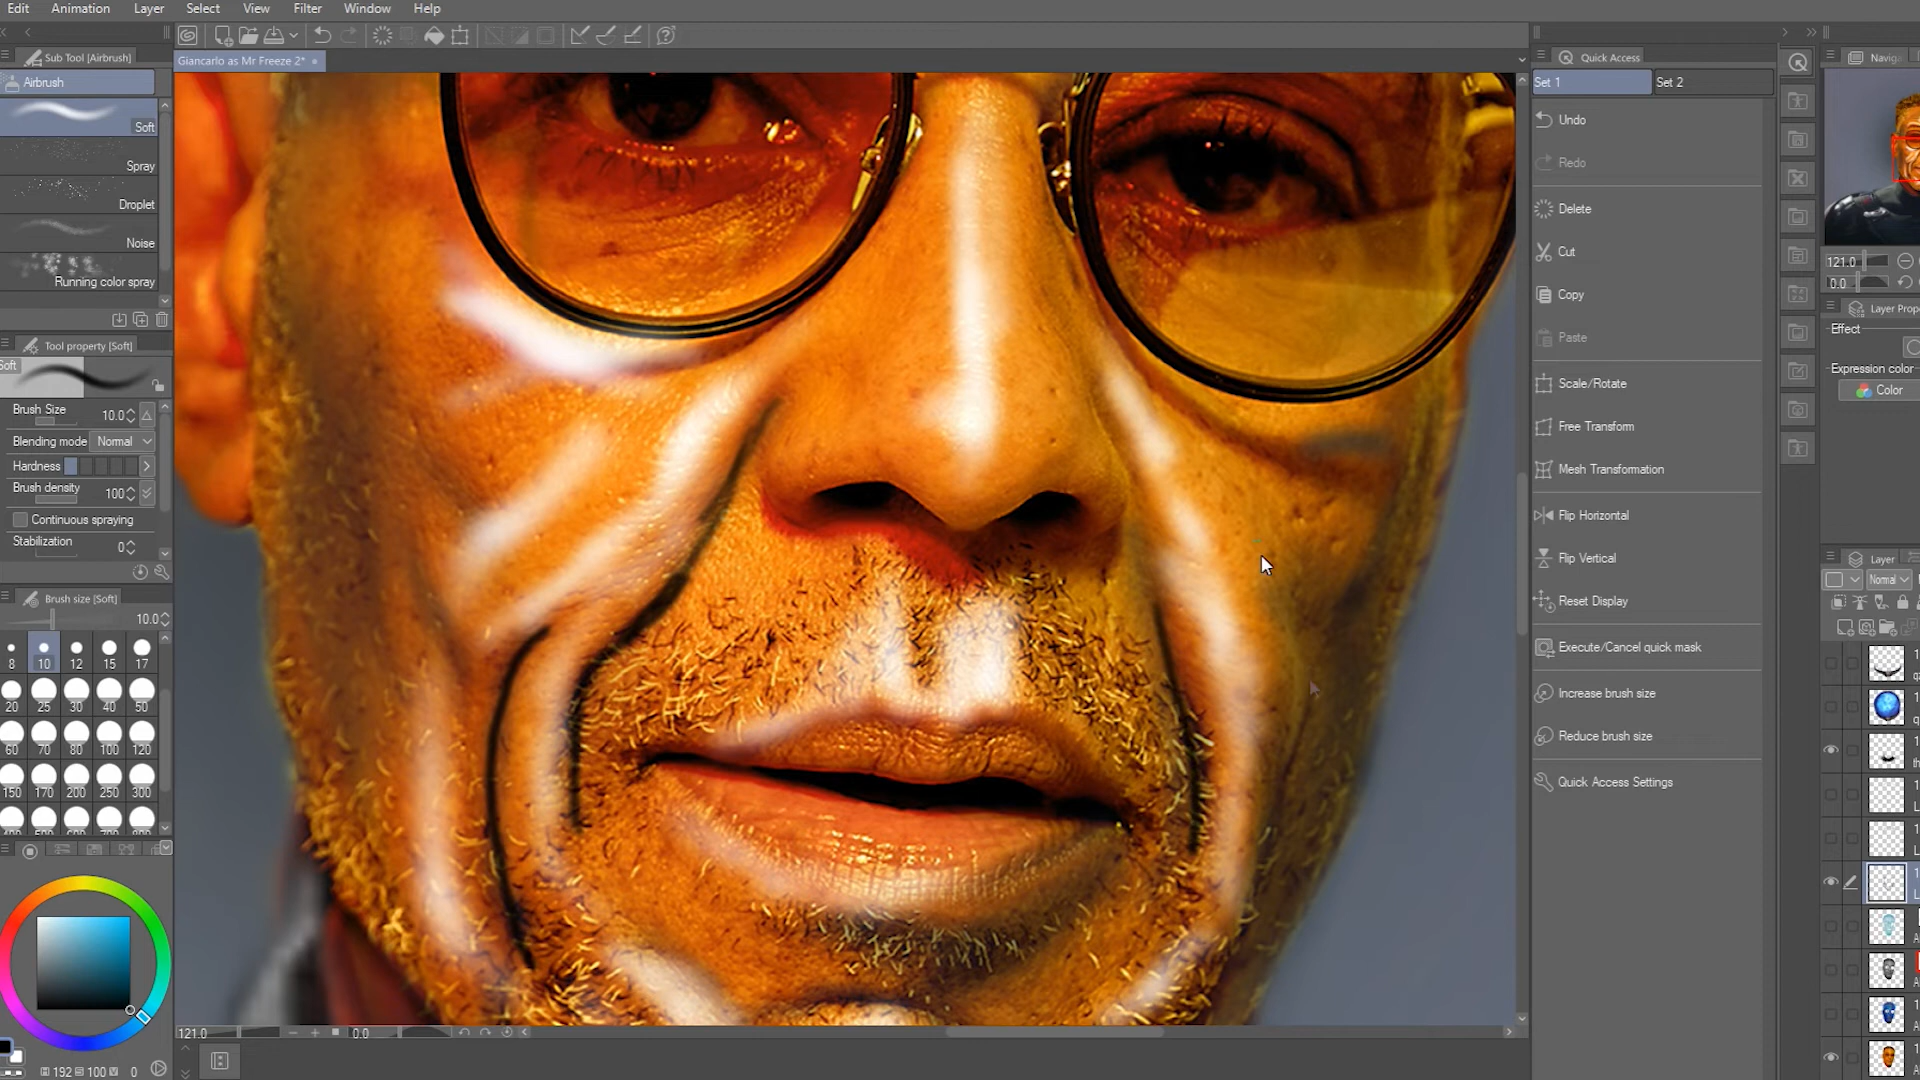 Edit Animation Layer Select View Filter Window Help
Sub Tool [Airbrush]
Airbrush
Soft
Spray
Droplet
Noise
Running color spray
Tool property [Soft]
Soft
Brush Size 10.0
Blending mode Normal
Hardness
Brush density 100
Continuous spraying
Stabilization 0
Brush size [Soft]
10.0
8 10 12 15 17
20 25 30 40 50
60 70 80 100 120
150 170 200 250 300
H 192 S 100 V 0
Giancarlo as Mr Freeze 2*
121.0 0.0
Quick Access
Set 1 Set 2
Undo
Redo
Delete
Cut
Copy
Paste
Scale/Rotate
Free Transform
Mesh Transformation
Flip Horizontal
Flip Vertical
Reset Display
Execute/Cancel quick mask
Increase brush size
Reduce brush size
Quick Access Settings
Naviga
121.0
0.0
Layer Prop
Effect
Expression color
Color
Layer
Normal